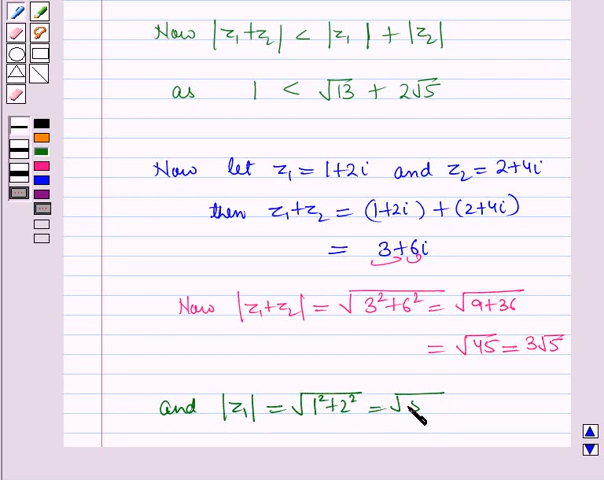 Now |z₁+z₂| < |z₁| + |z₂|
as 1 < √13 + 2√5
Now let z₁ = 1+2i and z₂ = 2+4i
then z₁+z₂ = (1+2i) + (2+4i)
= 3+6i
Now |z₁+z₂| = √(3²+6²) = √(9+36)
= √45 = 3√5
and |z₁| = √(1²+2²) = √